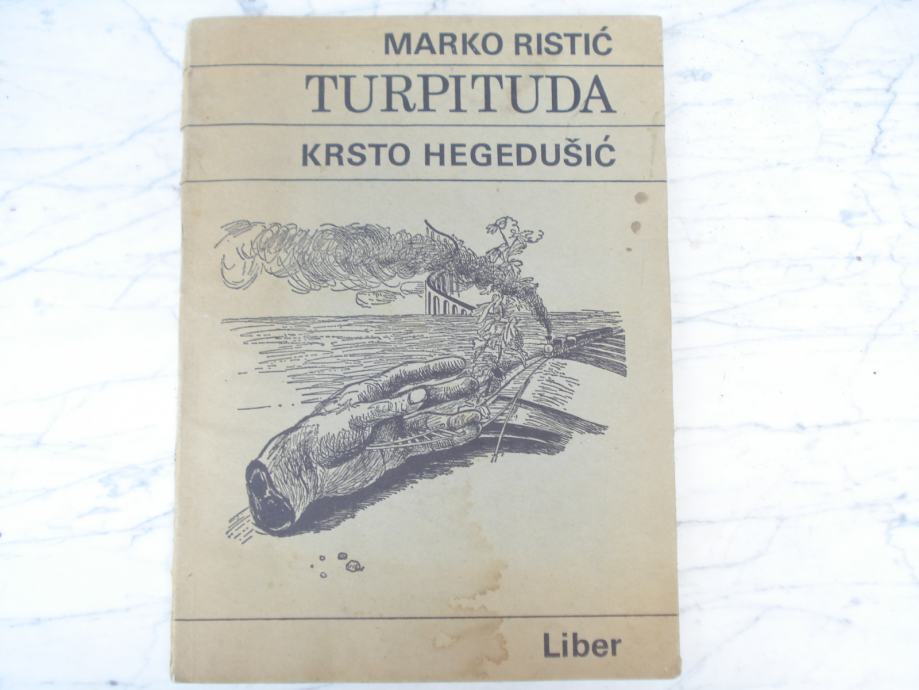 MARKO RISTIĆ
TURPITUDA
KRSTO HEGEDUŠIĆ
Liber